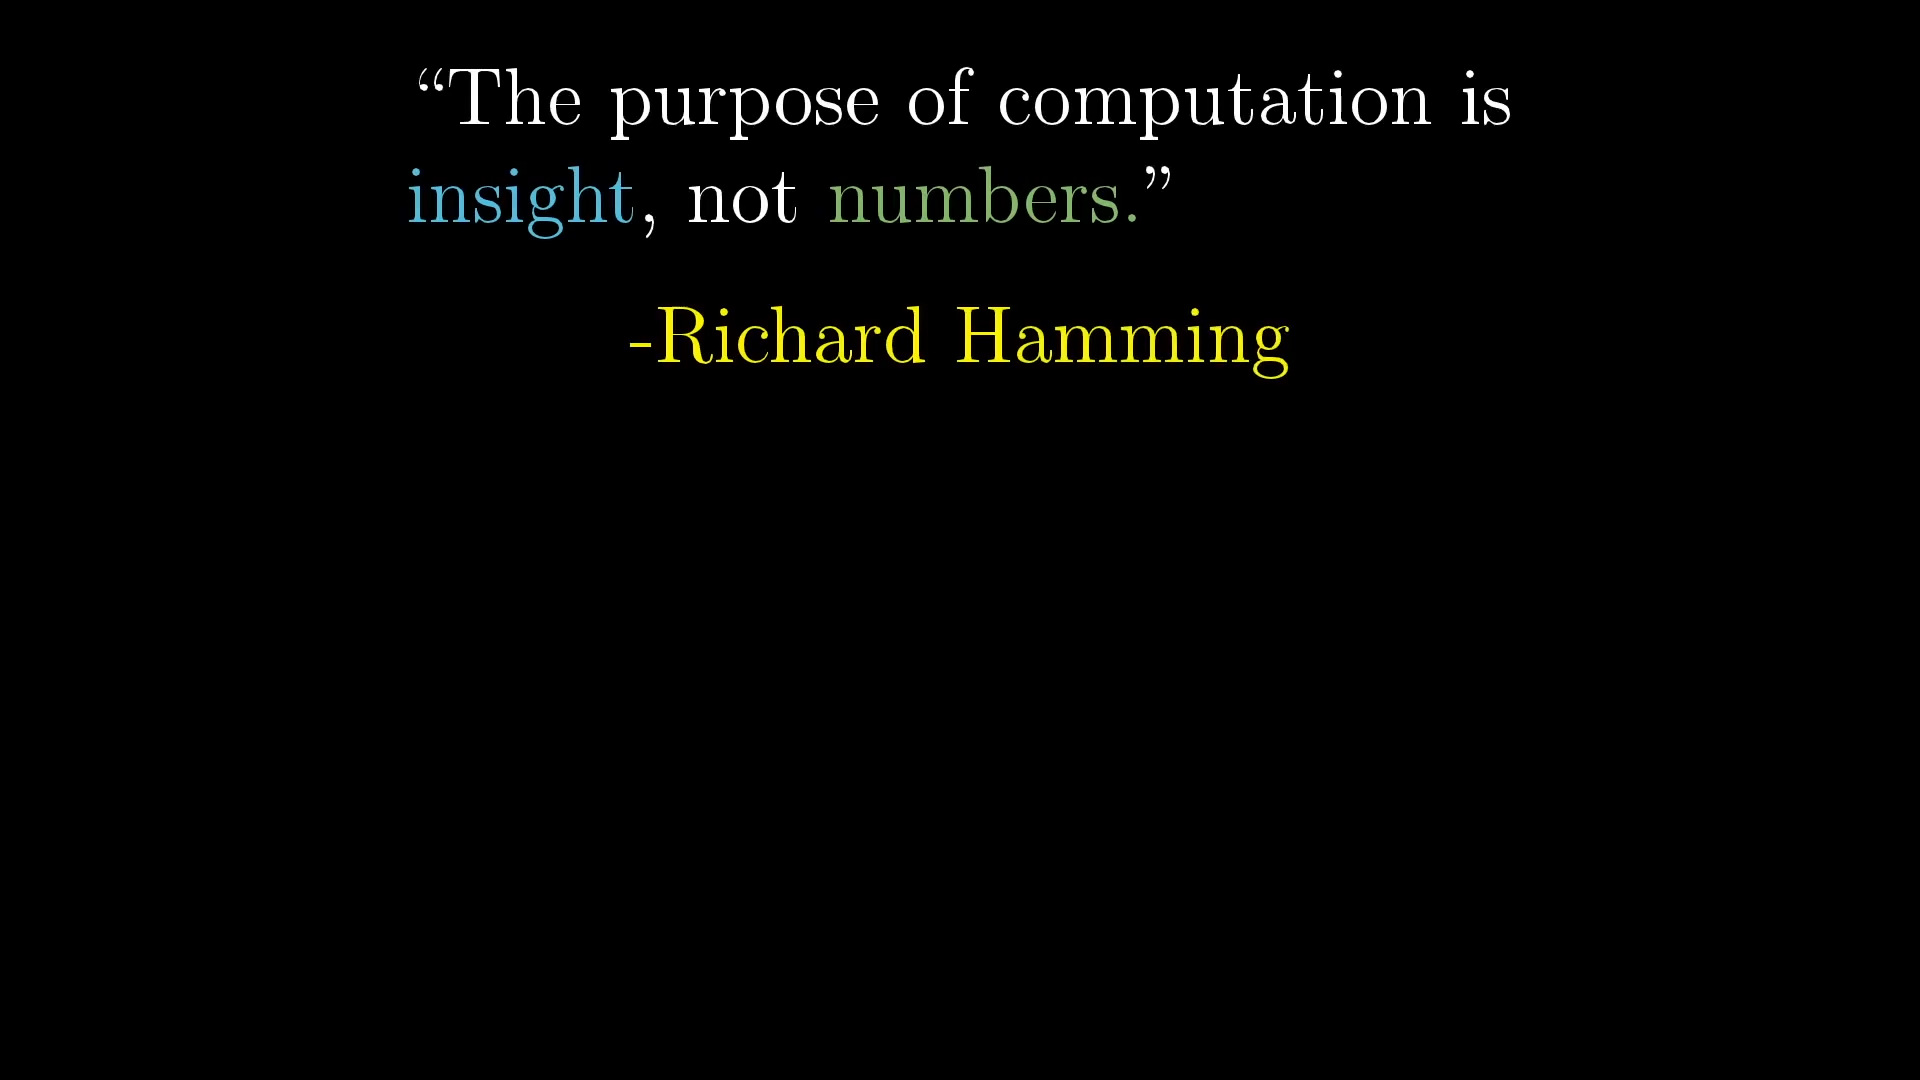 “The purpose of computation is
insight, not numbers.”
-Richard Hamming